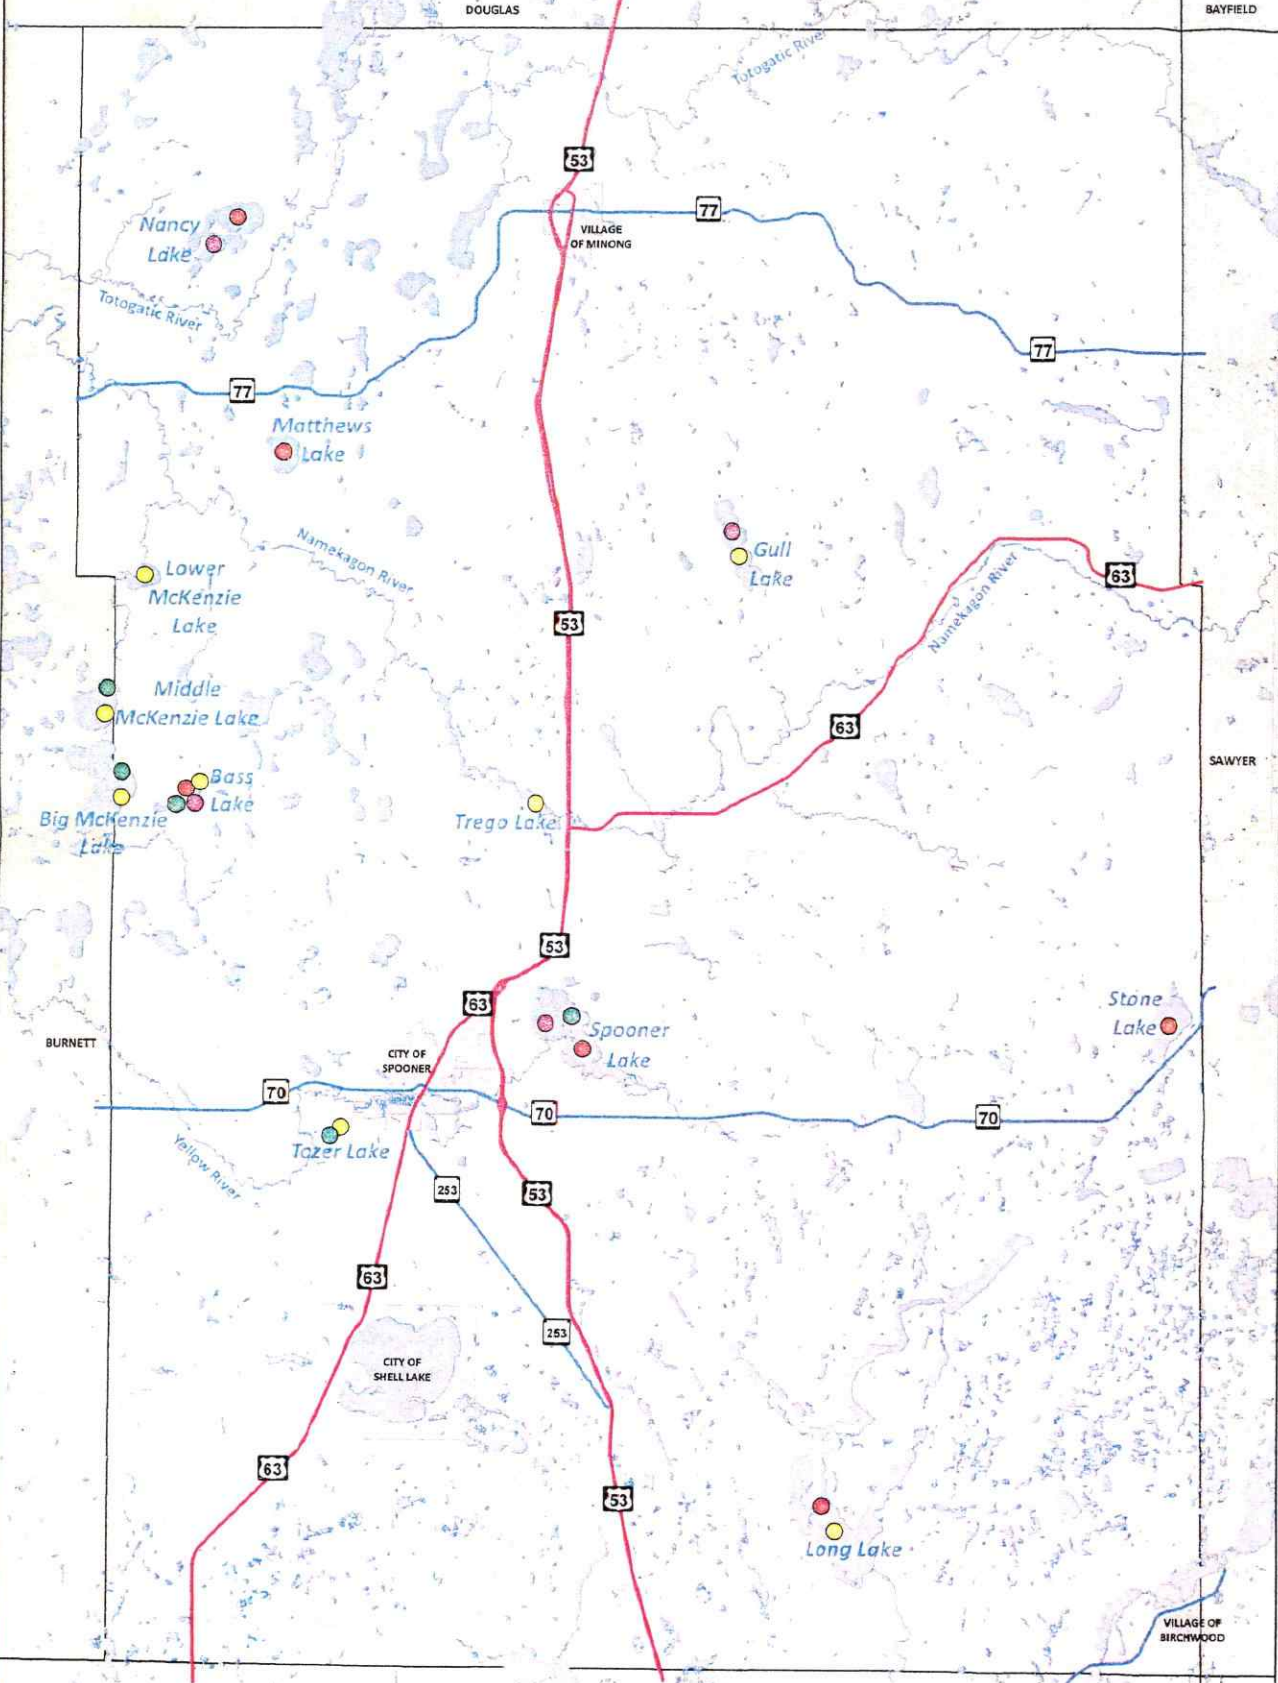 DOUGLAS
BAYFIELD
Totogatic River
53
77
VILLAGE
OF MINONG
Nancy
Lake
Totogatic River
77
77
Matthews
Lake
Namekagon River
Gull
Lake
Lower
McKenzie
Lake
63
Namekagon River
53
Middle
McKenzie Lake
63
SAWYER
Bass
Lake
Big McKenzie
Lake
Trego Lake
53
63
Stone
Lake
Spooner
Lake
BURNETT
CITY OF
SPOONER
70
70
70
Tozer Lake
Yellow River
253
53
63
253
CITY OF
SHELL LAKE
63
53
Long Lake
VILLAGE OF
BIRCHWOOD